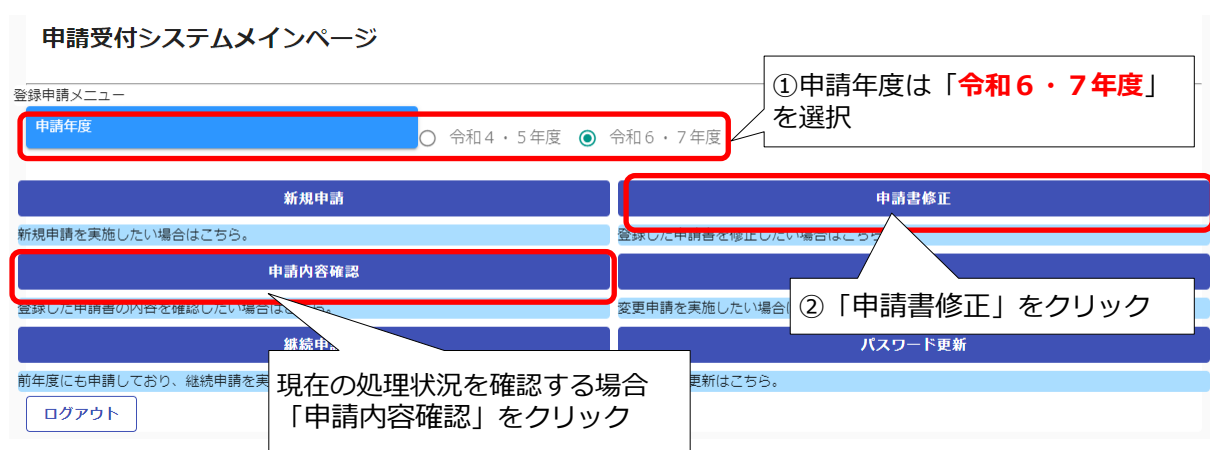 申請受付システムメインページ
①申請年度は「令和６・７年度」
を選択
登録申請メニュー
申請年度
令和4・5年度
令和6・7年度
新規申請
申請書修正
新規申請を実施したい場合はこちら。
登録した申請書を修正したい場合はこちら
申請内容確認
②「申請書修正」をクリック
登録した申請書の内容を確認したい場合はこちら。
変更申請を実施したい場合
継続申
パスワード更新
現在の処理状況を確認する場合
「申請内容確認」をクリック
前年度にも申請しており、継続申請を実
更新はこちら。
ログアウト